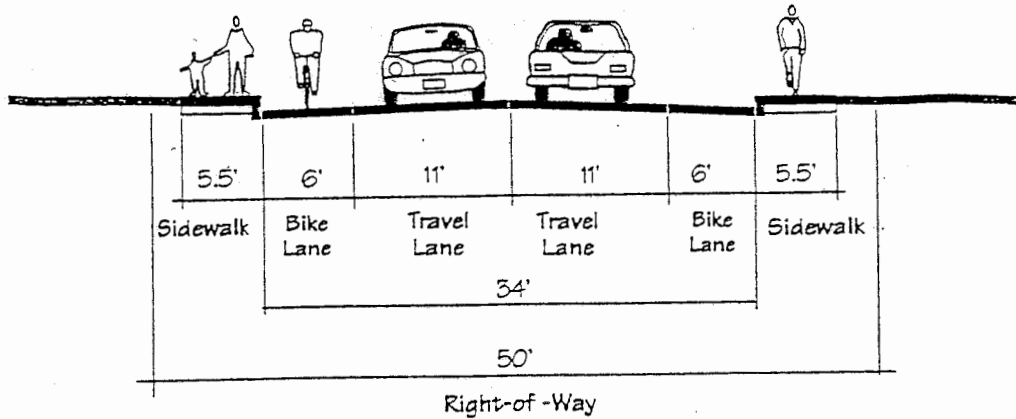 5.5' 6' 11' 11' 6' 5.5'
Sidewalk Bike Lane Travel Lane Travel Lane Bike Lane Sidewalk
34'
50'
Right-of-Way